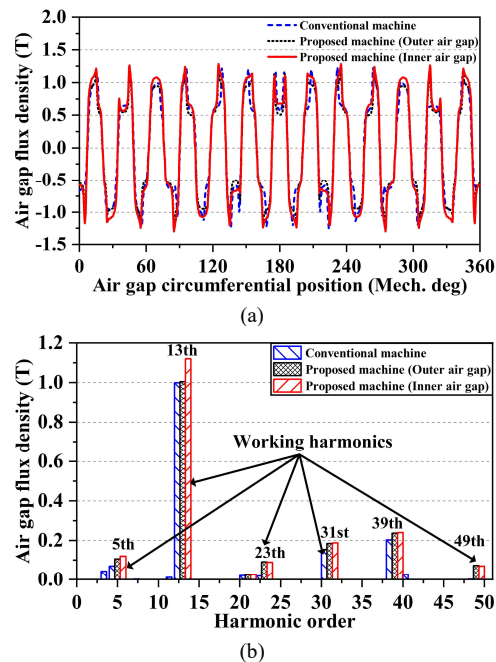 Conventional machine
Proposed machine (Outer air gap)
Proposed machine (Inner air gap)
Air gap flux density (T)
2.0
1.5
1.0
0.5
0.0
-0.5
-1.0
-1.5
0 60 120 180 240 300 360
Air gap circumferential position (Mech. deg)
(a)
Conventional machine
Proposed machine (Outer air gap)
Proposed machine (Inner air gap)
13th
Working harmonics
5th
23th
31st
39th
49th
Air gap flux density (T)
1.2
1.0
0.8
0.6
0.4
0.2
0.0
0 5 10 15 20 25 30 35 40 45 50
Harmonic order
(b)